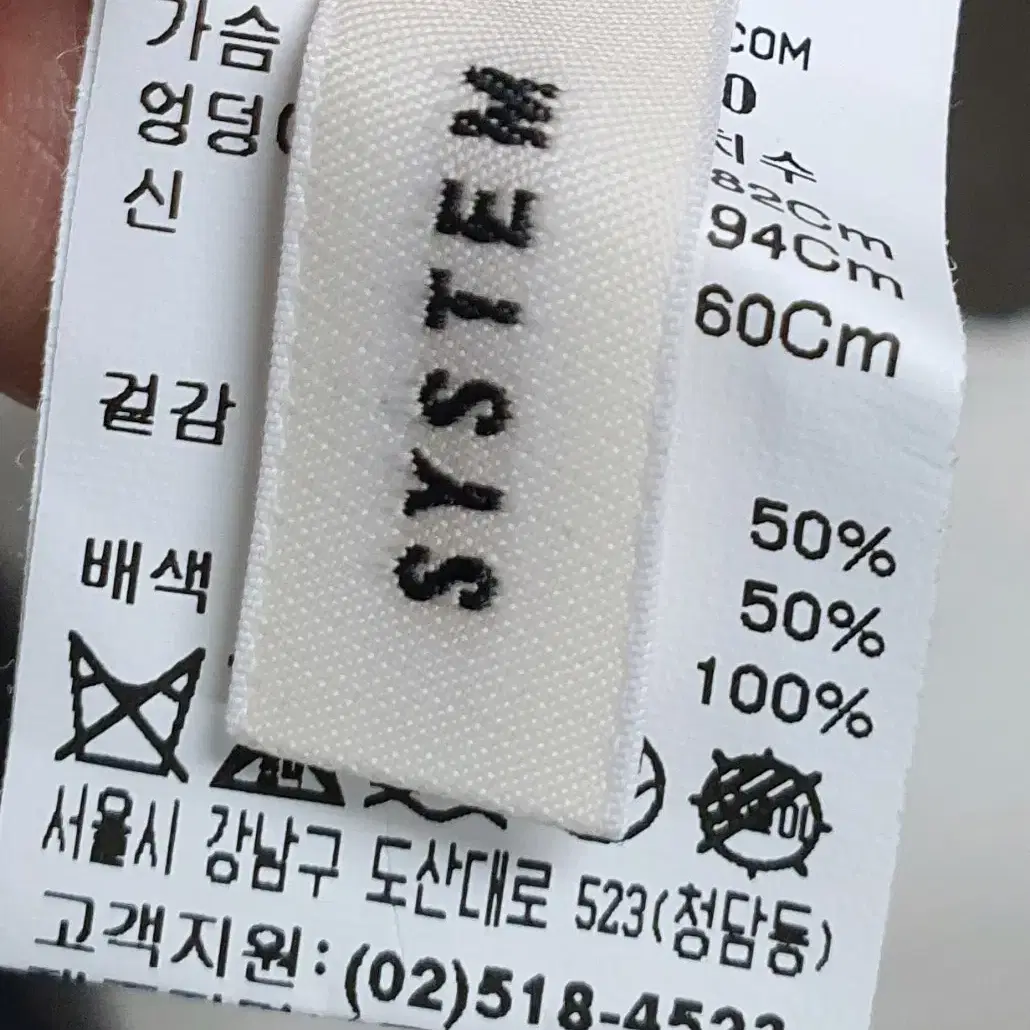 가슴
COM
0
엉덩
치수
신
82Cm
94Cm
60Cm
SYSTEM
겉감
50%
50%
배색
100%
서울시 강남구 도산대로 523(청담동)
고객지원:(02)518-4